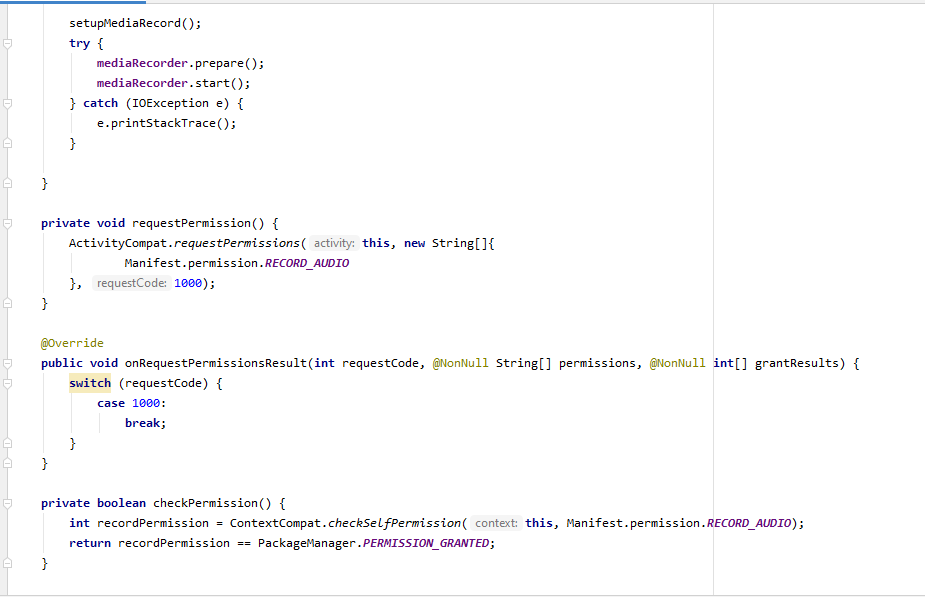 setupMediaRecord();
try {
mediaRecorder.prepare();
mediaRecorder.start();
} catch (IOException e) {
e.printStackTrace();
}
}
private void requestPermission() {
ActivityCompat.requestPermissions( activity: this, new String[]{
Manifest.permission.RECORD_AUDIO
}, requestCode: 1000);
}
@Override
public void onRequestPermissionsResult(int requestCode, @NonNull String[] permissions, @NonNull int[] grantResults) {
switch (requestCode) {
case 1000:
break;
}
}
private boolean checkPermission() {
int recordPermission = ContextCompat.checkSelfPermission( context: this, Manifest.permission.RECORD_AUDIO);
return recordPermission == PackageManager.PERMISSION_GRANTED;
}